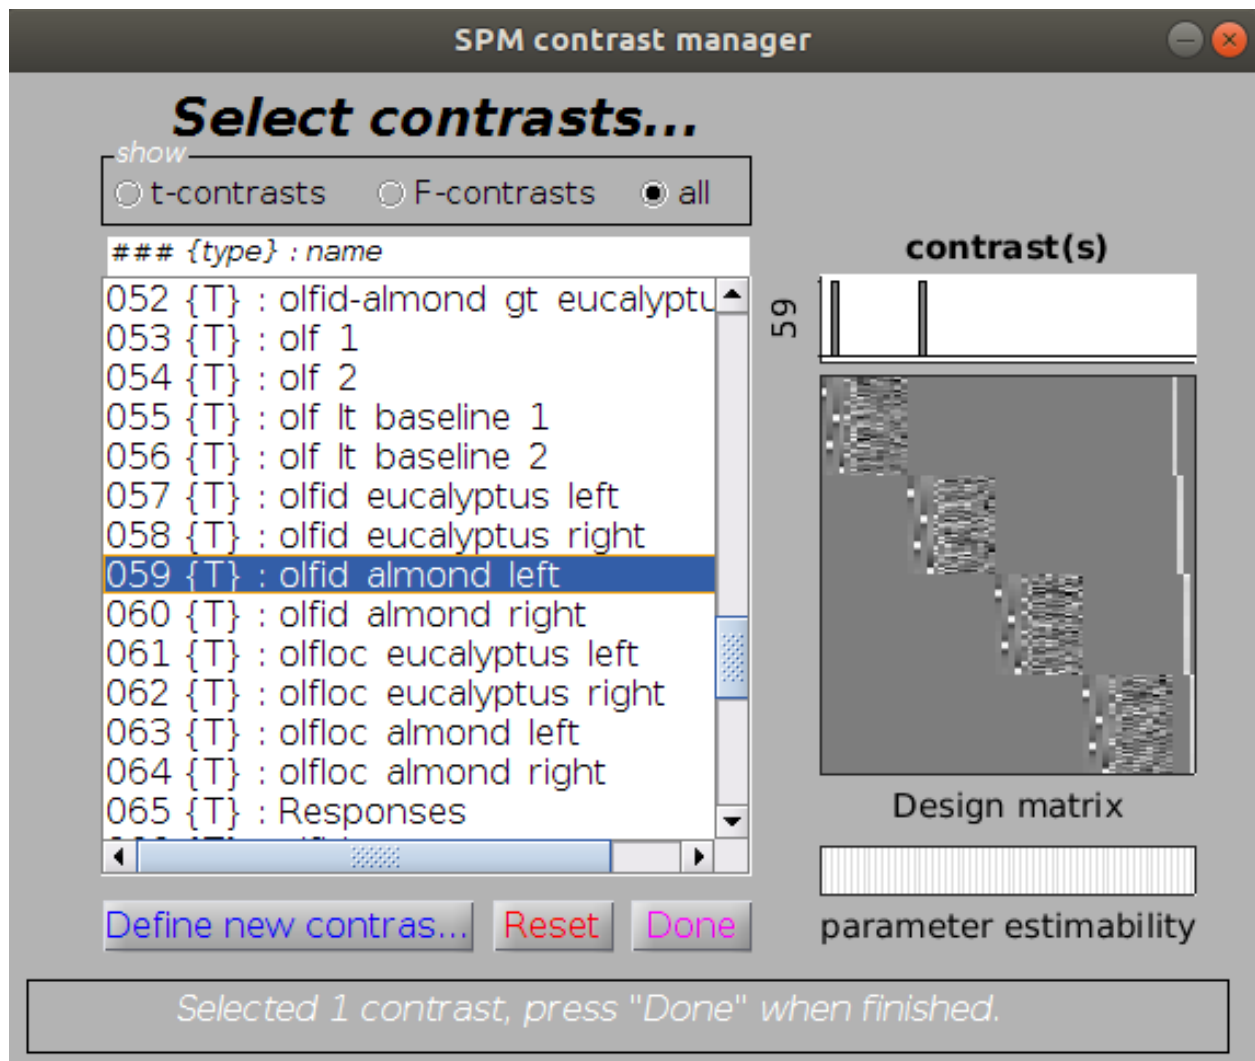 SPM contrast manager
Select contrasts...
show
t-contrasts F-contrasts all
### {type} : name
052 {T} : olfid-almond gt eucalyptu
053 {T} : olf 1
054 {T} : olf 2
055 {T} : olf lt baseline 1
056 {T} : olf lt baseline 2
057 {T} : olfid eucalyptus left
058 {T} : olfid eucalyptus right
059 {T} : olfid almond left
060 {T} : olfid almond right
061 {T} : olfloc eucalyptus left
062 {T} : olfloc eucalyptus right
063 {T} : olfloc almond left
064 {T} : olfloc almond right
065 {T} : Responses
Define new contras... Reset Done
contrast(s)
59
Design matrix
parameter estimability
Selected 1 contrast, press "Done" when finished.